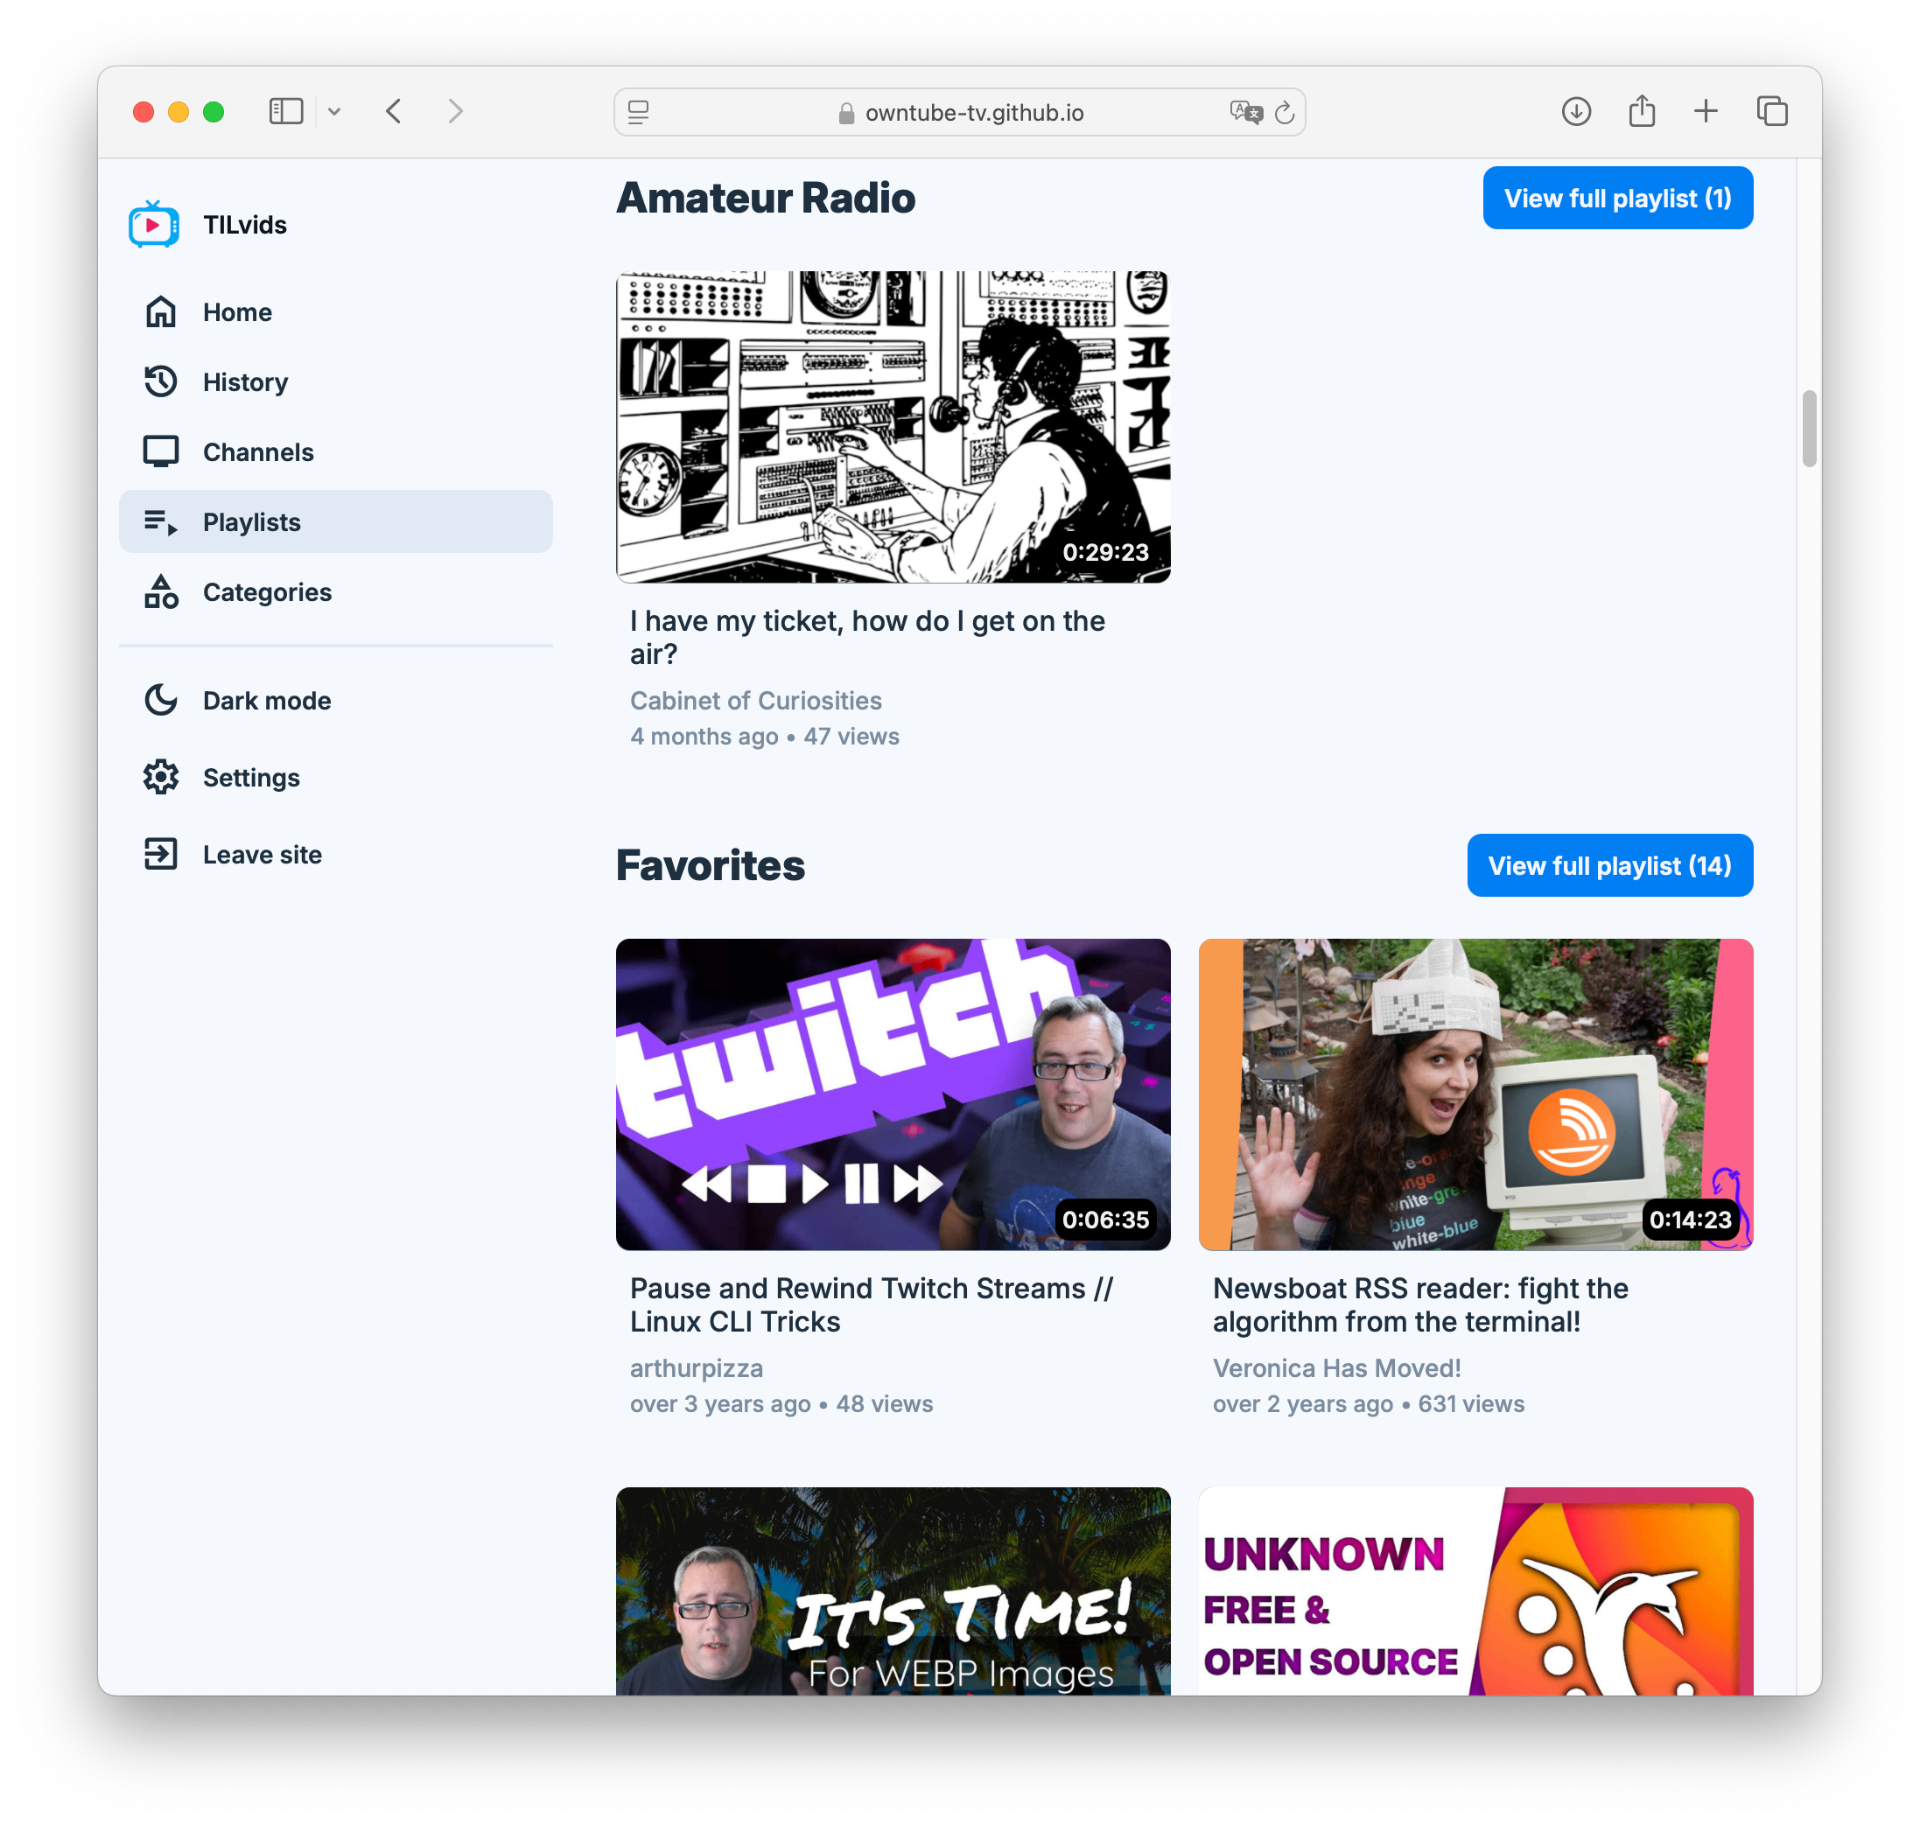 owntube-tv.github.io
TILvids
Home
History
Channels
Playlists
Categories
Dark mode
Settings
Leave site
Amateur Radio
View full playlist (1)
0:29:23
I have my ticket, how do I get on the
air?
Cabinet of Curiosities
4 months ago • 47 views
Favorites
View full playlist (14)
twitch
0:06:35
Pause and Rewind Twitch Streams //
Linux CLI Tricks
arthurpizza
over 3 years ago • 48 views
white-green
blue
white-blue
0:14:23
Newsboat RSS reader: fight the
algorithm from the terminal!
Veronica Has Moved!
over 2 years ago • 631 views
IT'S TIME!
For WEBP Images
UNKNOWN
FREE &
OPEN SOURCE